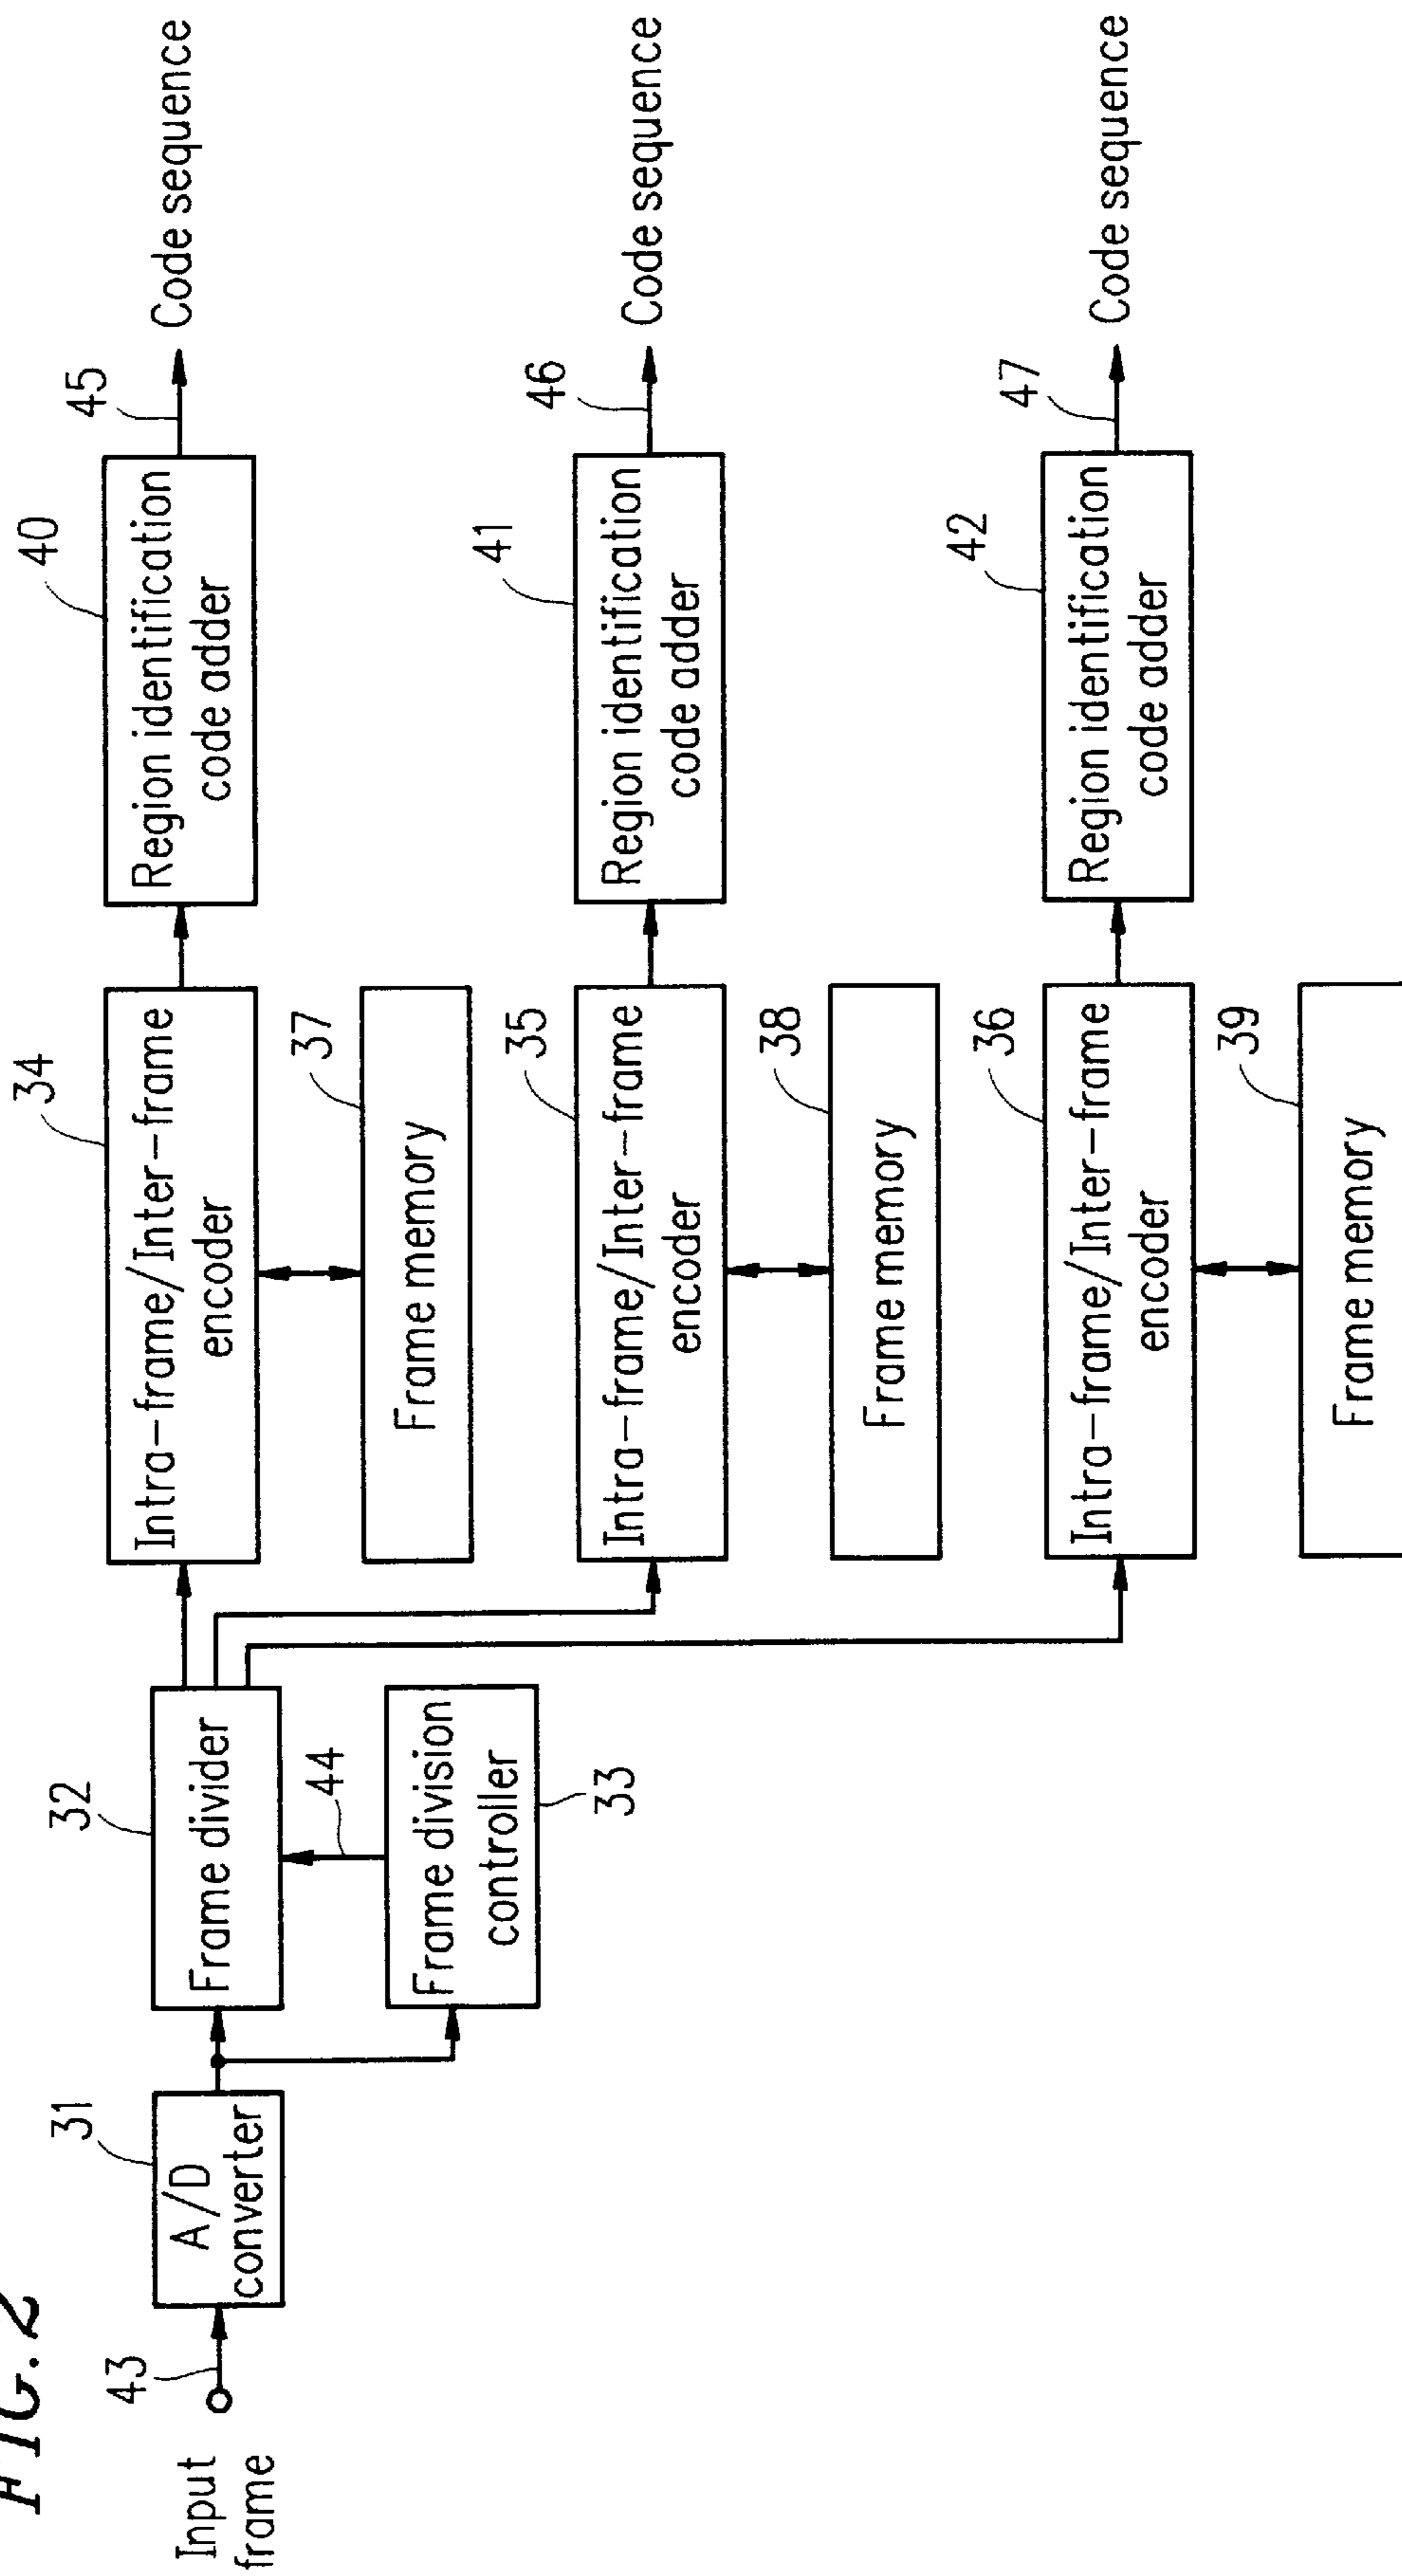 FIG. 2
Input
frame
43
31
A/D
converter
32
Frame divider
44
Frame division
controller
33
34
Intra-frame/Inter-frame
encoder
37
Frame memory
40
Region identification
code adder
45
Code sequence
35
Intra-frame/Inter-frame
encoder
38
Frame memory
41
Region identification
code adder
46
Code sequence
36
Intra-frame/Inter-frame
encoder
39
Frame memory
42
Region identification
code adder
47
Code sequence